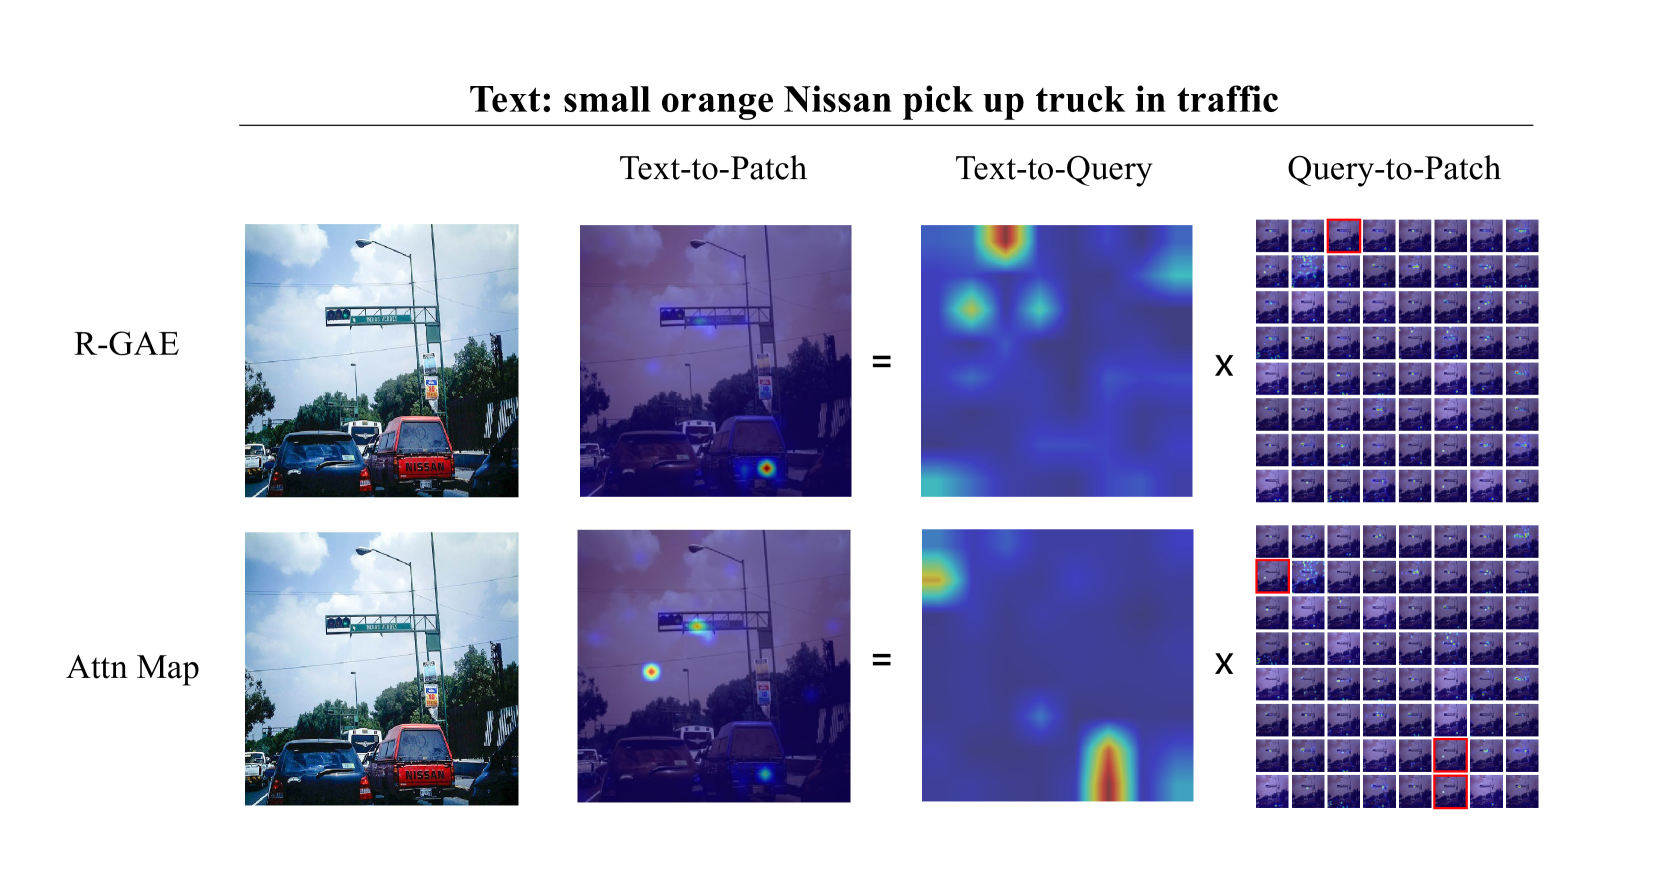 Text: small orange Nissan pick up truck in traffic
Text-to-Patch
Text-to-Query
Query-to-Patch
R-GAE
=
x
NISSAN
Attn Map
=
x
NISSAN